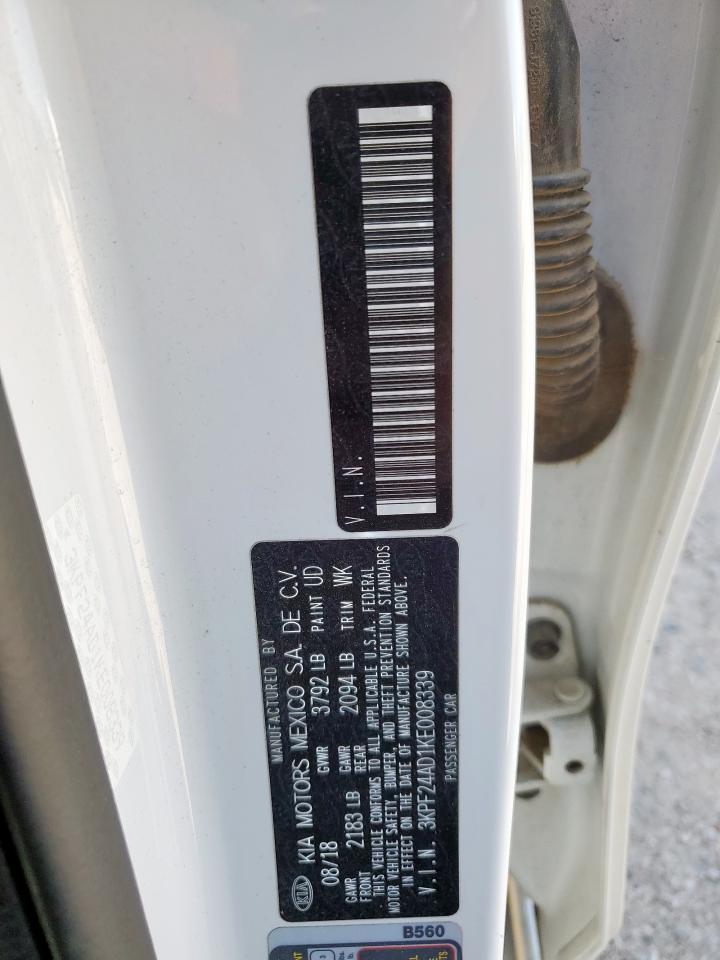 V.I.N.
MANUFACTURED BY
KIA KIA MOTORS MEXICO S.A. DE C.V.
08/18 GVWR 3792 LB PAINT UD
GAWR FRONT 2183 LB GAWR REAR 2094 LB TRIM WK
THIS VEHICLE CONFORMS TO ALL APPLICABLE U.S.A. FEDERAL
MOTOR VEHICLE SAFETY, BUMPER, AND THEFT PREVENTION STANDARDS
IN EFFECT ON THE DATE OF MANUFACTURE SHOWN ABOVE.
V.I.N. 3KPF24AD1KE008339
PASSENGER CAR
B560